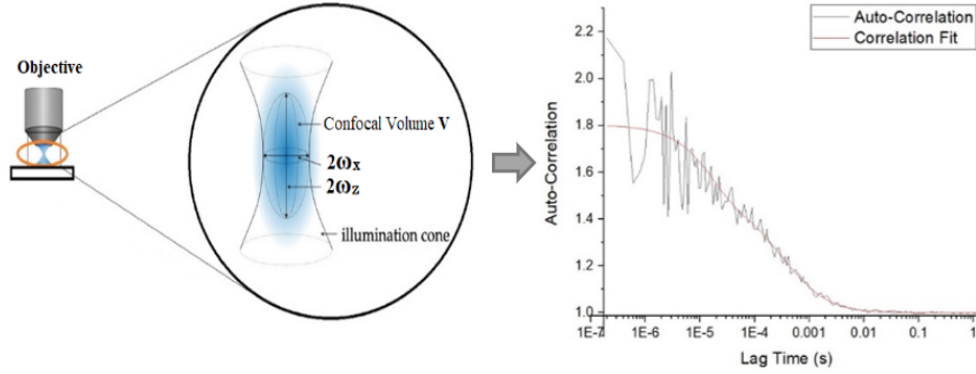 Objective
Confocal Volume V
2ωx
2ωz
illumination cone
Auto-Correlation
Correlation Fit
2.2
2.0
1.8
1.6
1.4
1.2
1.0
Auto-Correlation
1E-7 1E-6 1E-5 1E-4 0.001 0.01 0.1 1
Lag Time (s)